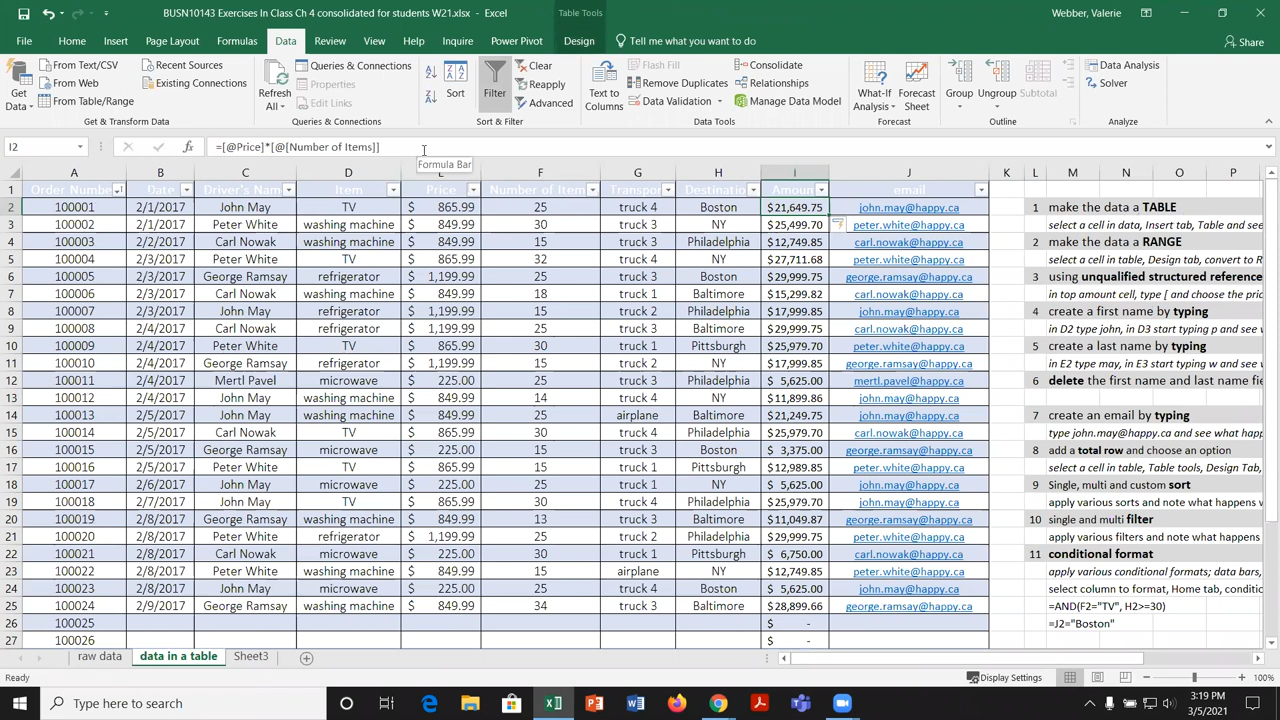 BUSN10143 Exercises In Class Ch 4 consolidated for students W21.xlsx - Excel
Table Tools
Webber, Valerie
File Home Insert Page Layout Formulas Data Review View Help Inquire Power Pivot Design Tell me what you want to do Share
Get Data
From Text/CSV
From Web
From Table/Range
Recent Sources
Existing Connections
Get & Transform Data
Refresh All
Queries & Connections
Properties
Edit Links
Queries & Connections
Sort
Filter
Clear
Reapply
Advanced
Sort & Filter
Text to Columns
Flash Fill
Remove Duplicates
Data Validation
Consolidate
Relationships
Manage Data Model
Data Tools
What-If Analysis
Forecast Sheet
Forecast
Group
Ungroup
Subtotal
Outline
Data Analysis
Solver
Analyze
I2 fx =[@Price]*[@[Number of Items]]
Formula Bar
A B C D E F G H I J K L M N O P
1 Order Numbe Date Driver's Nam Item Price Number of Item Transpo Destinatio Amoun email
2 100001 2/1/2017 John May TV $ 865.99 25 truck 4 Boston $21,649.75 john.may@happy.ca 1 make the data a TABLE
3 100002 2/1/2017 Peter White washing machine $ 849.99 30 truck 3 NY $25,499.70 peter.white@happy.ca select a cell in data, Insert tab, Table and see
4 100003 2/2/2017 Carl Nowak washing machine $ 849.99 15 truck 3 Philadelphia $12,749.85 carl.nowak@happy.ca 2 make the data a RANGE
5 100004 2/2/2017 Peter White TV $ 865.99 32 truck 4 NY $27,711.68 peter.white@happy.ca select a cell in table, Design tab, convert to R
6 100005 2/3/2017 George Ramsay refrigerator $ 1,199.99 25 truck 3 Boston $29,999.75 george.ramsay@happy.ca 3 using unqualified structured reference
7 100006 2/3/2017 Carl Nowak washing machine $ 849.99 18 truck 1 Baltimore $15,299.82 carl.nowak@happy.ca in top amount cell, type [ and choose the pric
8 100007 2/3/2017 John May refrigerator $ 1,199.99 15 truck 1 Philadelphia $17,999.85 john.may@happy.ca 4 create a first name by typing
9 100008 2/4/2017 Carl Nowak refrigerator $ 1,199.99 25 truck 3 Baltimore $29,999.75 carl.nowak@happy.ca in D2 type john, in D3 start typing p and see v
10 100009 2/4/2017 Peter White TV $ 865.99 30 truck 1 Pittsburgh $25,979.70 peter.white@happy.ca 5 create a last name by typing
11 100010 2/4/2017 George Ramsay refrigerator $ 1,199.99 15 truck 2 NY $17,999.85 george.ramsay@happy.ca in E2 type may, in E3 start typing w and see v
12 100011 2/4/2017 Mertl Pavel microwave $ 225.00 25 truck 3 Philadelphia $ 5,625.00 mertl.pavel@happy.ca 6 delete the first name and last name fie
13 100012 2/4/2017 John May washing machine $ 849.99 14 truck 4 NY $11,899.86 john.may@happy.ca
14 100013 2/5/2017 John May washing machine $ 849.99 25 airplane Baltimore $21,249.75 john.may@happy.ca 7 create an email by typing
15 100014 2/5/2017 Carl Nowak TV $ 865.99 30 truck 4 Philadelphia $25,979.70 carl.nowak@happy.ca type john.may@happy.ca and see what hap
16 100015 2/5/2017 George Ramsay microwave $ 225.00 15 truck 3 Boston $ 3,375.00 george.ramsay@happy.ca 8 add a total row and choose an option
17 100016 2/5/2017 Peter White TV $ 865.99 15 truck 1 Pittsburgh $12,989.85 peter.white@happy.ca select a cell in table, Table tools, Design Tab,
18 100017 2/6/2017 John May microwave $ 225.00 25 truck 1 Boston $ 5,625.00 john.may@happy.ca 9 Single, multi and custom sort
19 100018 2/7/2017 John May TV $ 865.99 30 truck 4 Philadelphia $25,979.70 john.may@happy.ca apply various sorts and note what happens v
20 100019 2/8/2017 George Ramsay washing machine $ 849.99 13 truck 3 Baltimore $11,049.87 george.ramsay@happy.ca 10 single and multi filter
21 100020 2/8/2017 Peter White refrigerator $ 1,199.99 25 truck 2 Philadelphia $29,999.75 peter.white@happy.ca apply various filters and note what happens
22 100021 2/8/2017 Carl Nowak microwave $ 225.00 30 truck 1 Pittsburgh $ 6,750.00 carl.nowak@happy.ca 11 conditional format
23 100022 2/8/2017 Peter White washing machine $ 849.99 15 airplane NY $12,749.85 peter.white@happy.ca apply various conditional formats; data bars,
24 100023 2/8/2017 John May microwave $ 225.00 25 truck 4 Boston $ 5,625.00 john.may@happy.ca select column to format, Home tab, conditio
25 100024 2/9/2017 George Ramsay washing machine $ 849.99 34 truck 3 Baltimore $28,899.66 george.ramsay@happy.ca =AND(F2="TV", H2>=30)
26 100025 $ - =J2="Boston"
27 100026 $ -
raw data data in a table Sheet3
Ready Display Settings 100%
Type here to search
3:19 PM
3/5/2021